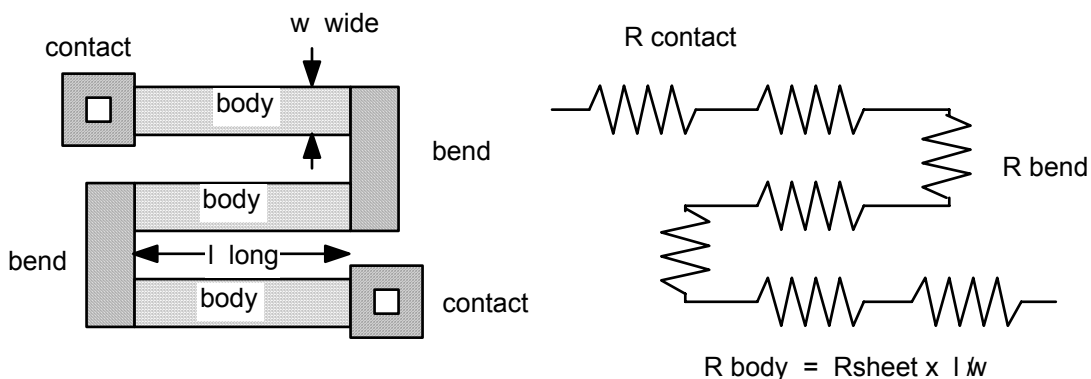 w wide
contact
body
bend
body
bend
l long
body
contact
R contact
R bend
R body = Rsheet x l/w